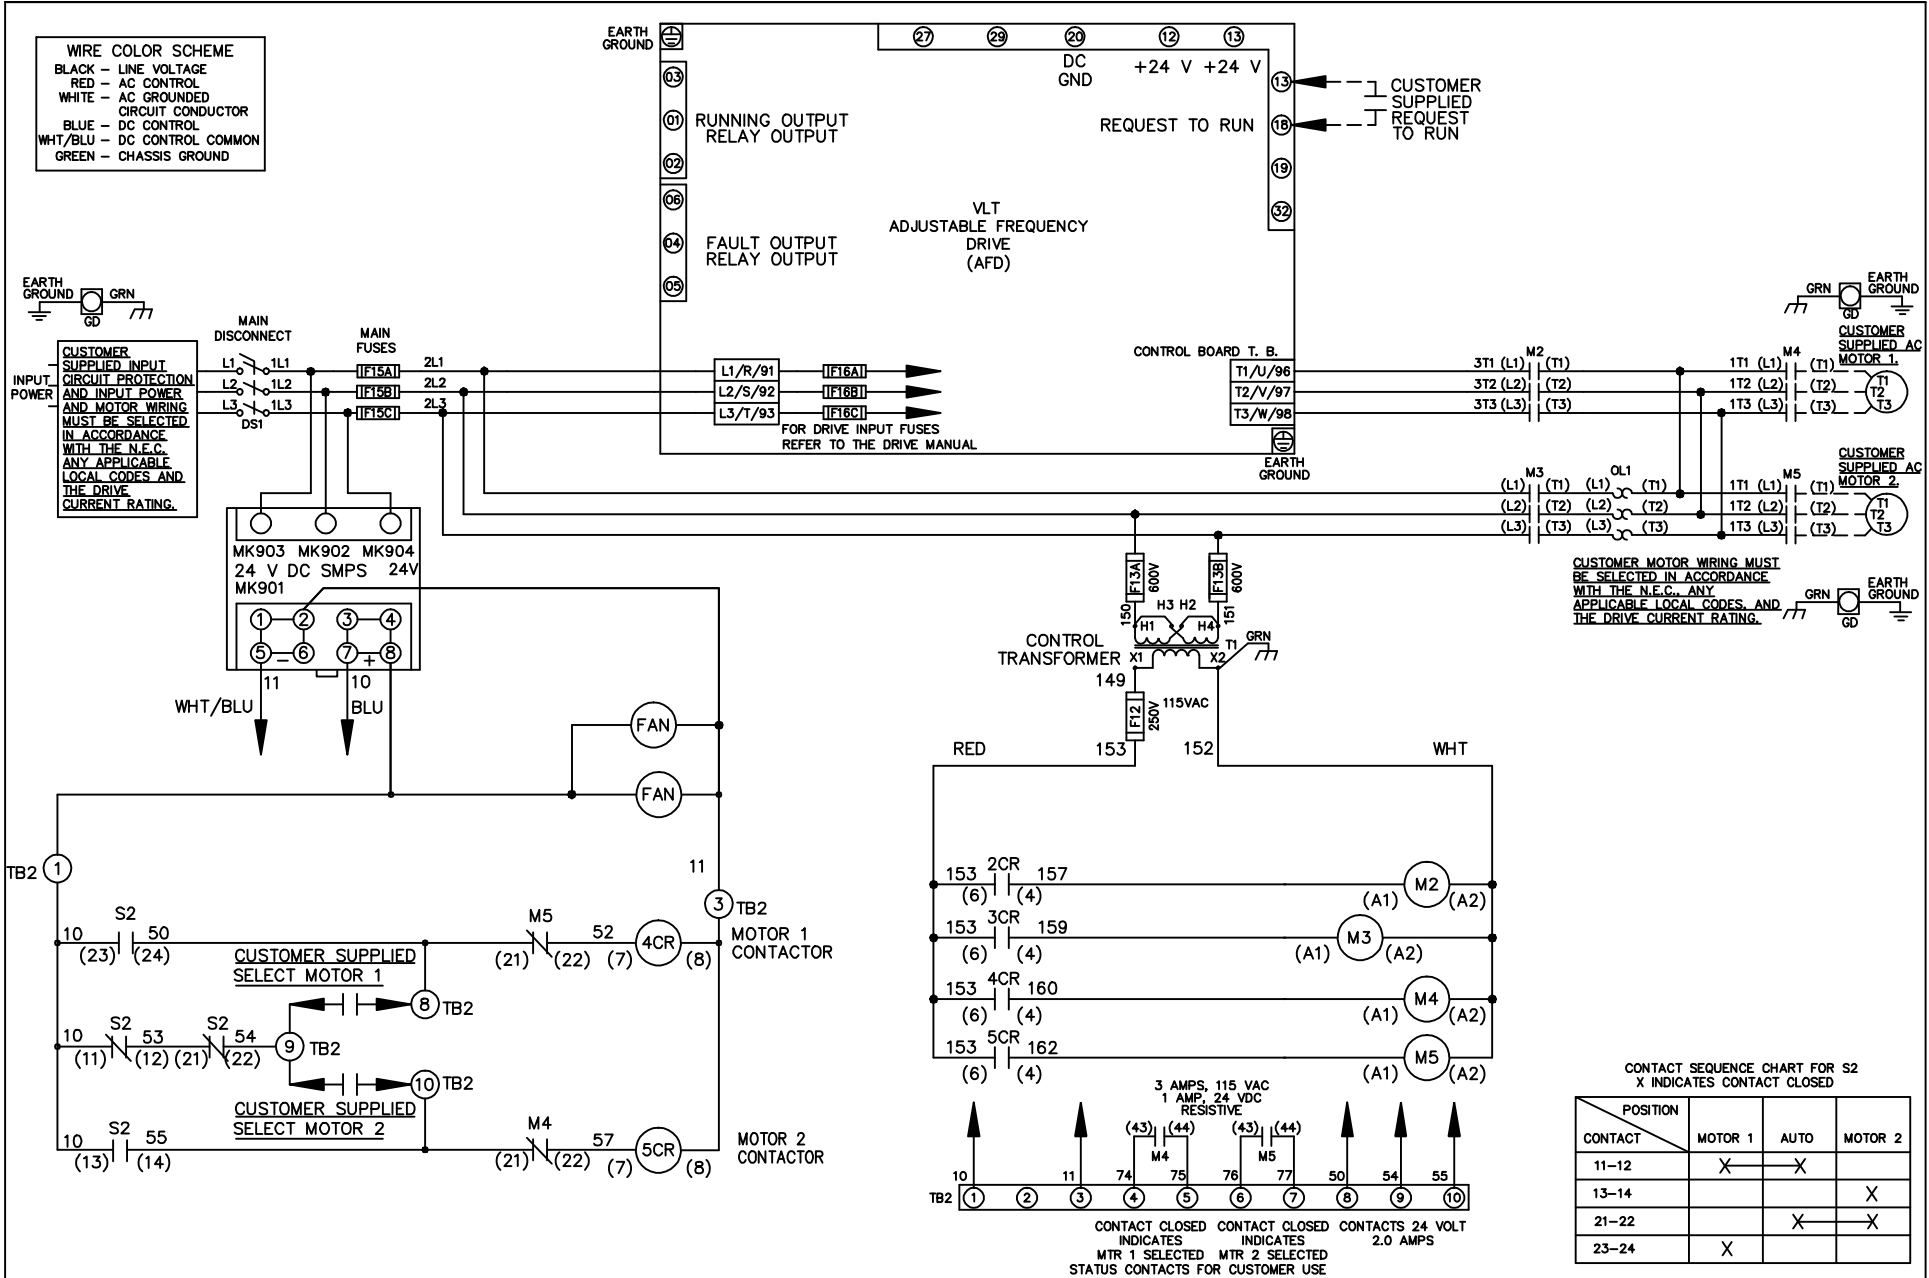 WIRE COLOR SCHEME
BLACK – LINE VOLTAGE
RED – AC CONTROL
WHITE – AC GROUNDED
CIRCUIT CONDUCTOR
BLUE – DC CONTROL
WHT/BLU – DC CONTROL COMMON
GREEN – CHASSIS GROUND
EARTH
GROUND
03
01
02
06
04
05
RUNNING OUTPUT
RELAY OUTPUT
FAULT OUTPUT
RELAY OUTPUT
27 29 20 12 13
DC
GND
+24 V +24 V
13
REQUEST TO RUN 18
19
32
CUSTOMER
SUPPLIED
REQUEST
TO RUN
VLT
ADJUSTABLE FREQUENCY
DRIVE
(AFD)
EARTH
GROUND
GRN
GD
CUSTOMER
SUPPLIED INPUT
CIRCUIT PROTECTION
AND INPUT POWER
AND MOTOR WIRING
MUST BE SELECTED
IN ACCORDANCE
WITH THE N.E.C.
ANY APPLICABLE
LOCAL CODES AND
THE DRIVE
CURRENT RATING.
INPUT
POWER
MAIN
DISCONNECT
L1 1L1
L2 1L2
L3 1L3
DS1
MAIN
FUSES
F15A 2L1
F15B 2L2
F15C 2L3
L1/R/91 F16A
L2/S/92 F16B
L3/T/93 F16C
FOR DRIVE INPUT FUSES
REFER TO THE DRIVE MANUAL
CONTROL BOARD T. B.
T1/U/96
T2/V/97
T3/W/98
EARTH
GROUND
M2
3T1 (L1) (T1)
3T2 (L2) (T2)
3T3 (L3) (T3)
M4
1T1 (L1) (T1)
1T2 (L2) (T2)
1T3 (L3) (T3)
GRN
GD
EARTH
GROUND
CUSTOMER
SUPPLIED AC
MOTOR 1.
T1
T2
T3
M3 OL1
(L1) (T1) (L1) (T1)
(L2) (T2) (L2) (T2)
(L3) (T3) (L3) (T3)
M5
1T1 (L1) (T1)
1T2 (L2) (T2)
1T3 (L3) (T3)
CUSTOMER
SUPPLIED AC
MOTOR 2.
T1
T2
T3
CUSTOMER MOTOR WIRING MUST
BE SELECTED IN ACCORDANCE
WITH THE N.E.C., ANY
APPLICABLE LOCAL CODES, AND
THE DRIVE CURRENT RATING.
GRN
GD
EARTH
GROUND
MK903 MK902 MK904
24 V DC SMPS 24V
MK901
1 2 3 4
5 – 6 7 + 8
11 10
WHT/BLU BLU
FAN
FAN
F13A 600V
F13B 600V
150 151
H3 H2
H1 H4
CONTROL
TRANSFORMER
X1 X2 T1 GRN
149
F12 250V 115VAC
RED 153 152 WHT
TB2 1
11
3 TB2
S2
10 50
(23) (24)
M5
(21) (22)
52
(7) 4CR (8)
MOTOR 1
CONTACTOR
CUSTOMER SUPPLIED
SELECT MOTOR 1
8 TB2
S2 S2
10 53 54
(11) (12) (21) (22)
9 TB2
10 TB2
CUSTOMER SUPPLIED
SELECT MOTOR 2
S2
10 55
(13) (14)
M4
(21) (22)
57
(7) 5CR (8)
MOTOR 2
CONTACTOR
2CR
153 157
(6) (4)
M2
(A1) (A2)
3CR
153 159
(6) (4)
M3
(A1) (A2)
4CR
153 160
(6) (4)
M4
(A1) (A2)
5CR
153 162
(6) (4)
M5
(A1) (A2)
3 AMPS, 115 VAC
1 AMP, 24 VDC
RESISTIVE
(43) (44) (43) (44)
M4 M5
10 11 74 75 76 77 50 54 55
TB2 1 2 3 4 5 6 7 8 9 10
CONTACT CLOSED CONTACT CLOSED CONTACTS 24 VOLT
INDICATES INDICATES 2.0 AMPS
MTR 1 SELECTED MTR 2 SELECTED
STATUS CONTACTS FOR CUSTOMER USE
CONTACT SEQUENCE CHART FOR S2
X INDICATES CONTACT CLOSED
POSITION
CONTACT MOTOR 1 AUTO MOTOR 2
11–12 X X
13–14 X
21–22 X X
23–24 X